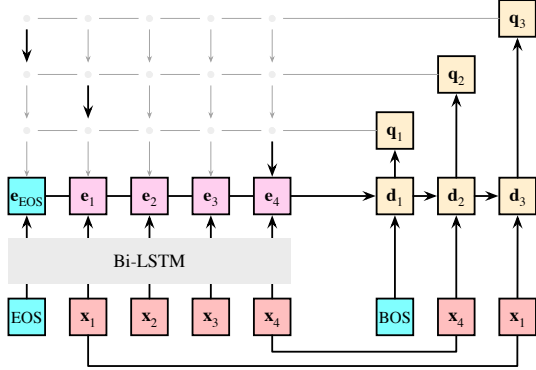 q3
q2
q1
eEOS e1 e2 e3 e4 d1 d2 d3
Bi-LSTM
EOS x1 x2 x3 x4 BOS x4 x1